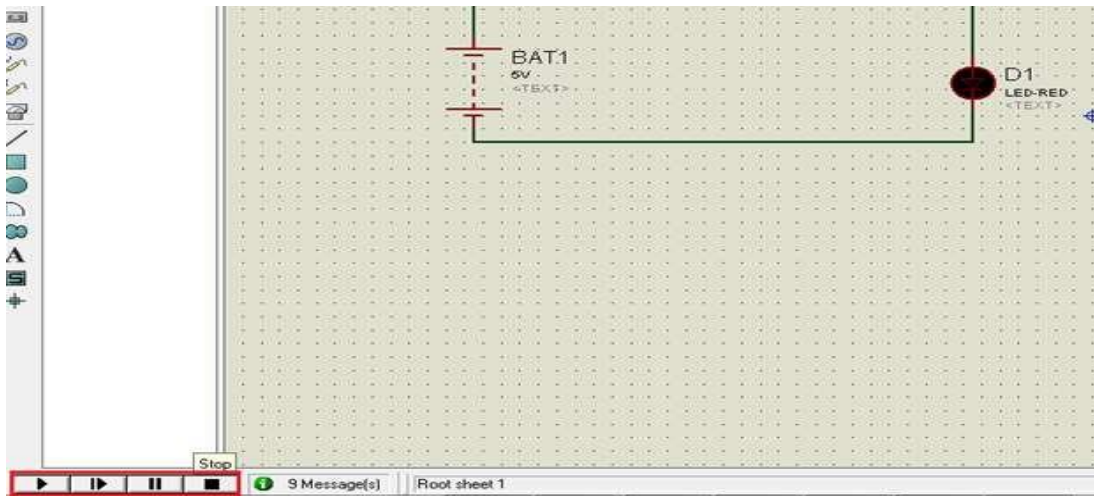 BAT1
5V
<TEXT>
D1
LED-RED
<TEXT>
A
S
Stop
9 Message(s)
Root sheet 1